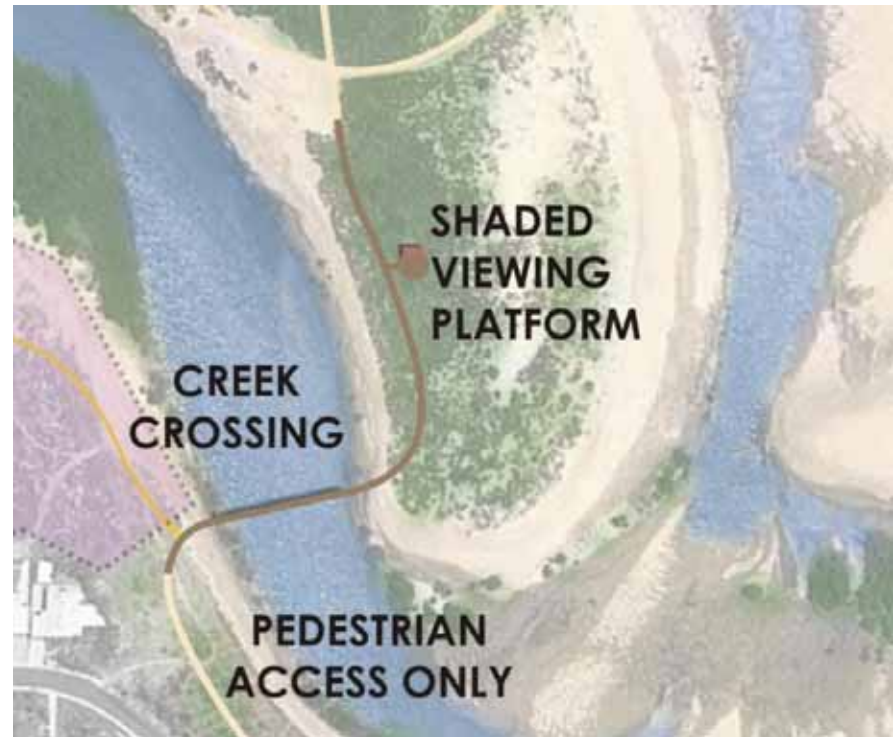 SHADED
VIEWING
PLATFORM
CREEK
CROSSING
PEDESTRIAN
ACCESS ONLY